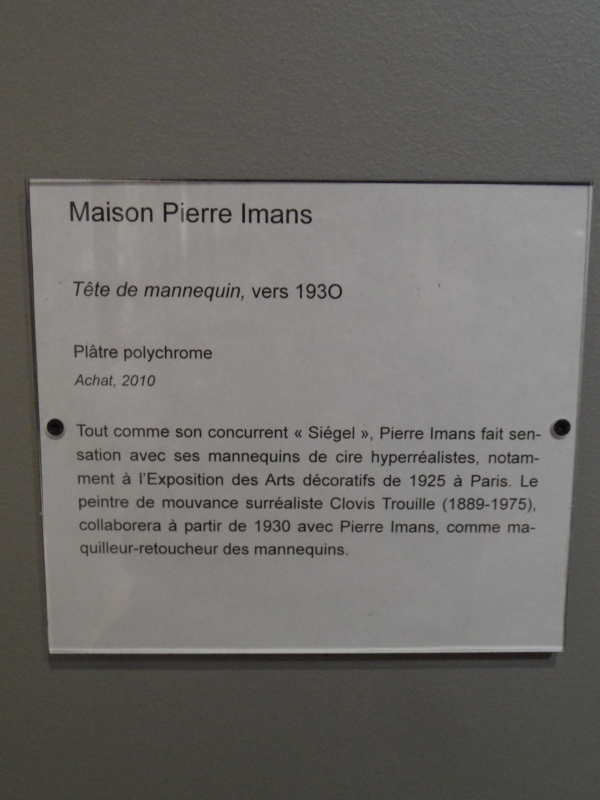 Maison Pierre Imans
Tête de mannequin, vers 193O
Plâtre polychrome
Achat, 2010
Tout comme son concurrent « Siégel », Pierre Imans fait sen-
sation avec ses mannequins de cire hyperréalistes, notam-
ment à l'Exposition des Arts décoratifs de 1925 à Paris. Le
peintre de mouvance surréaliste Clovis Trouille (1889-1975),
collaborera à partir de 1930 avec Pierre Imans, comme ma-
quilleur-retoucheur des mannequins.